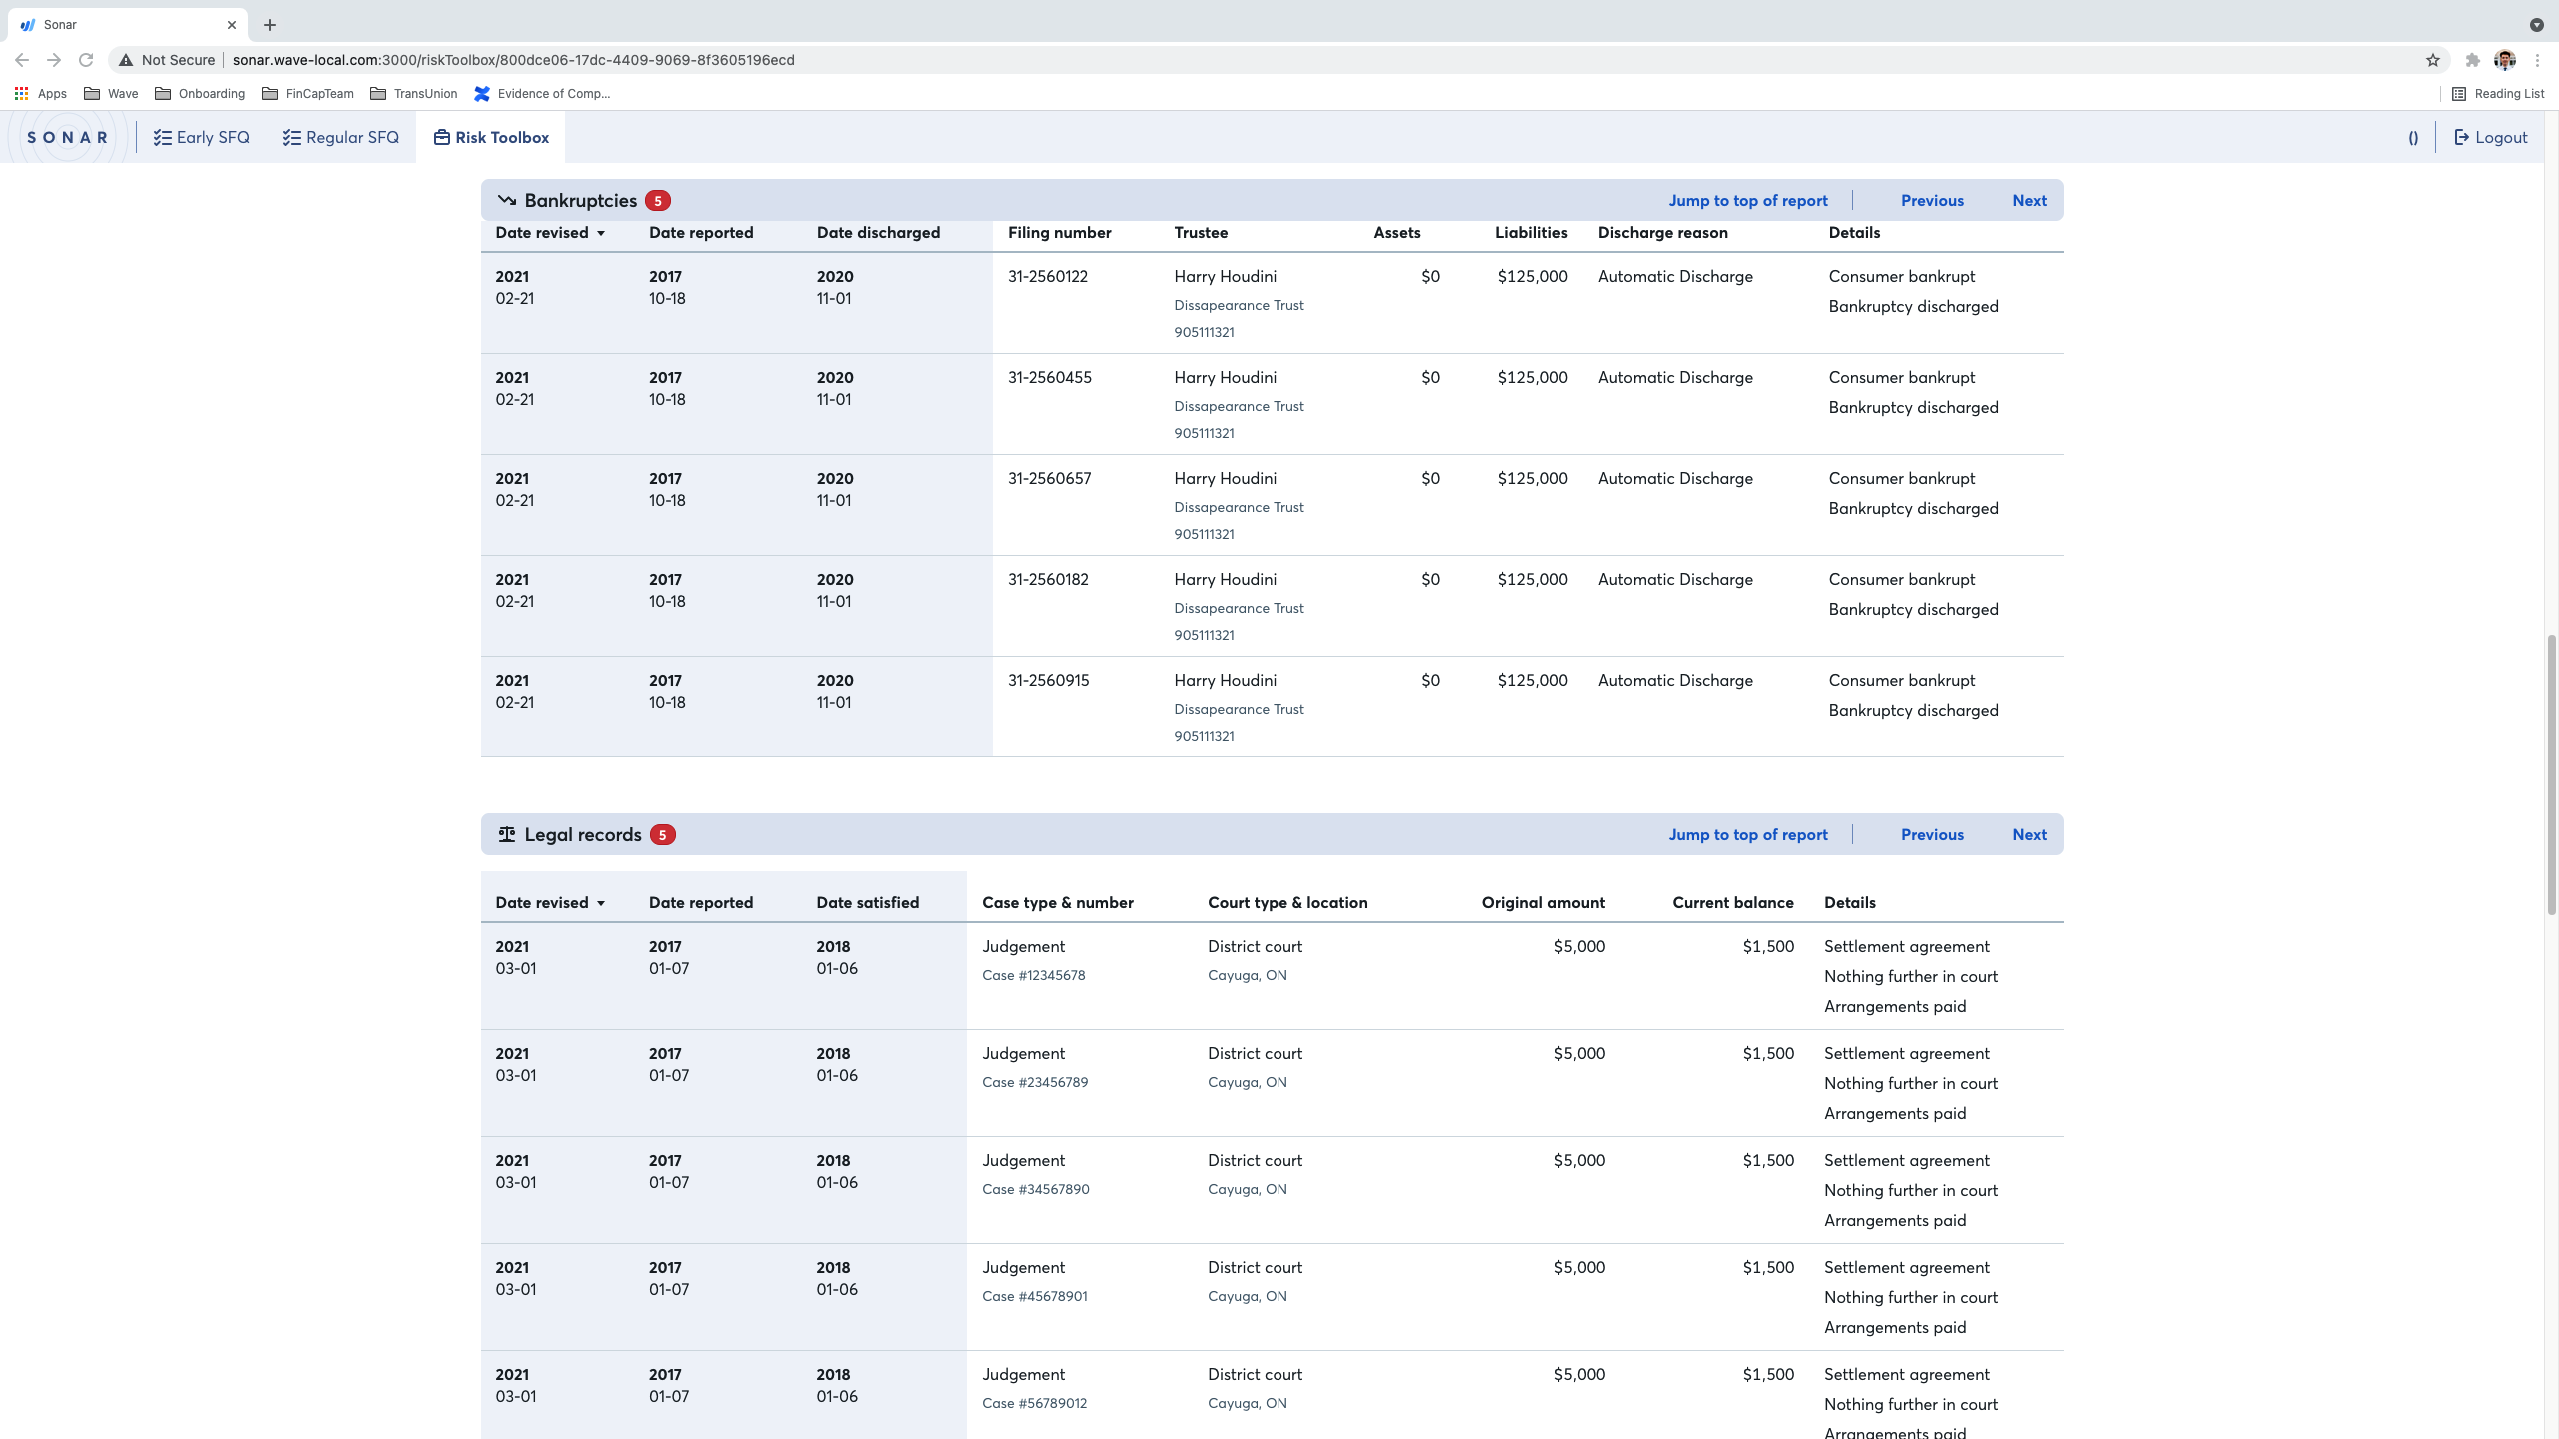 Sonar
Not Secure sonar.wave-local.com:3000/riskToolbox/800dce06-17dc-4409-9069-8f3605196ecd
Apps Wave Onboarding FinCapTeam TransUnion Evidence of Comp... Reading List
SONAR Early SFQ Regular SFQ Risk Toolbox () Logout
Bankruptcies 5 Jump to top of report Previous Next
Date revised Date reported Date discharged Filing number Trustee Assets Liabilities Discharge reason Details
2021 2017 2020 31-2560122 Harry Houdini $0 $125,000 Automatic Discharge Consumer bankrupt
02-21 10-18 11-01 Dissapearance Trust Bankruptcy discharged
905111321
2021 2017 2020 31-2560455 Harry Houdini $0 $125,000 Automatic Discharge Consumer bankrupt
02-21 10-18 11-01 Dissapearance Trust Bankruptcy discharged
905111321
2021 2017 2020 31-2560657 Harry Houdini $0 $125,000 Automatic Discharge Consumer bankrupt
02-21 10-18 11-01 Dissapearance Trust Bankruptcy discharged
905111321
2021 2017 2020 31-2560182 Harry Houdini $0 $125,000 Automatic Discharge Consumer bankrupt
02-21 10-18 11-01 Dissapearance Trust Bankruptcy discharged
905111321
2021 2017 2020 31-2560915 Harry Houdini $0 $125,000 Automatic Discharge Consumer bankrupt
02-21 10-18 11-01 Dissapearance Trust Bankruptcy discharged
905111321
Legal records 5 Jump to top of report Previous Next
Date revised Date reported Date satisfied Case type & number Court type & location Original amount Current balance Details
2021 2017 2018 Judgement District court $5,000 $1,500 Settlement agreement
03-01 01-07 01-06 Case #12345678 Cayuga, ON Nothing further in court
Arrangements paid
2021 2017 2018 Judgement District court $5,000 $1,500 Settlement agreement
03-01 01-07 01-06 Case #23456789 Cayuga, ON Nothing further in court
Arrangements paid
2021 2017 2018 Judgement District court $5,000 $1,500 Settlement agreement
03-01 01-07 01-06 Case #34567890 Cayuga, ON Nothing further in court
Arrangements paid
2021 2017 2018 Judgement District court $5,000 $1,500 Settlement agreement
03-01 01-07 01-06 Case #45678901 Cayuga, ON Nothing further in court
Arrangements paid
2021 2017 2018 Judgement District court $5,000 $1,500 Settlement agreement
03-01 01-07 01-06 Case #56789012 Cayuga, ON Nothing further in court
Arrangements paid